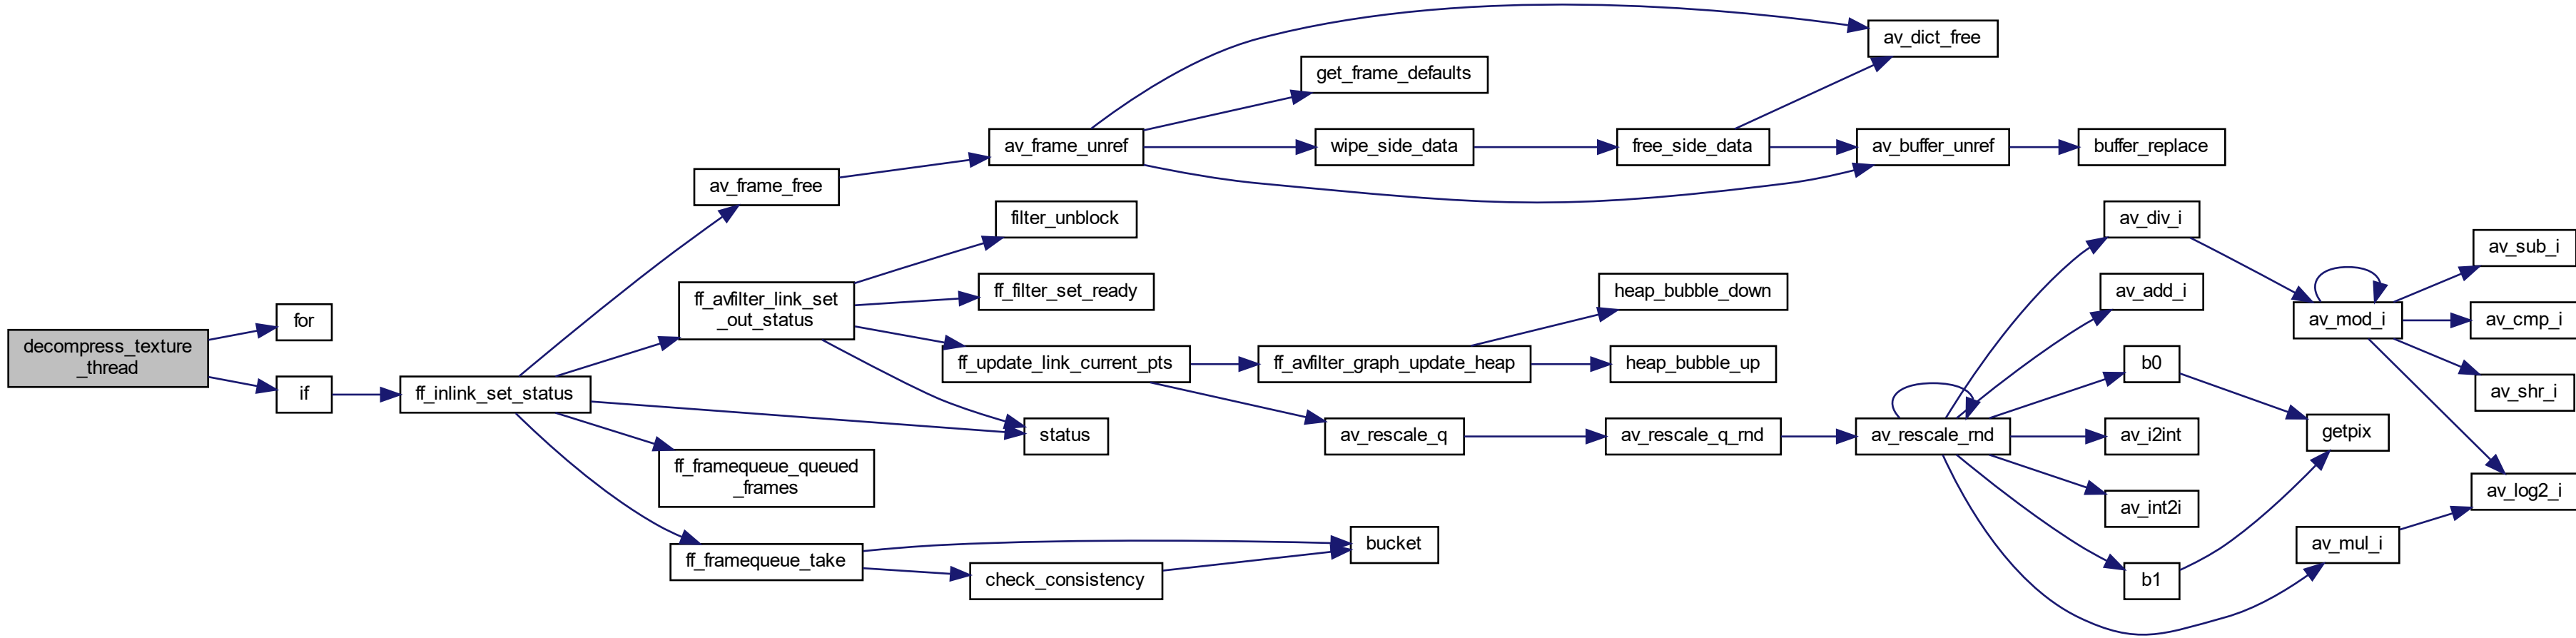 decompress_texture
_thread
for
if
ff_inlink_set_status
av_frame_free
ff_avfilter_link_set
_out_status
ff_framequeue_queued
_frames
ff_framequeue_take
av_frame_unref
filter_unblock
ff_filter_set_ready
ff_update_link_current_pts
status
check_consistency
get_frame_defaults
wipe_side_data
ff_avfilter_graph_update_heap
av_rescale_q
bucket
free_side_data
heap_bubble_down
heap_bubble_up
av_rescale_q_rnd
av_dict_free
av_buffer_unref
av_rescale_rnd
buffer_replace
av_div_i
av_add_i
b0
av_i2int
av_int2i
b1
av_mod_i
getpix
av_mul_i
av_sub_i
av_cmp_i
av_shr_i
av_log2_i